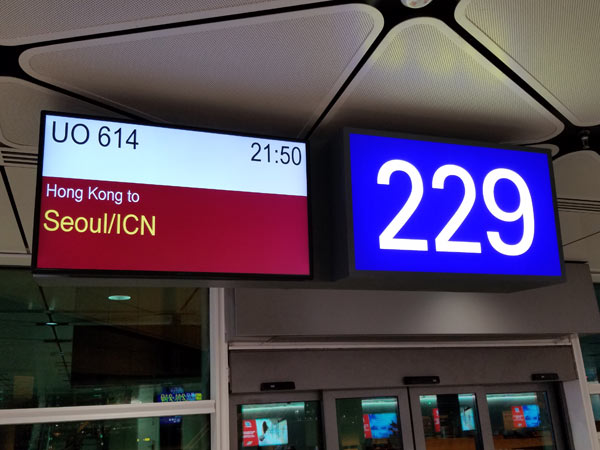 UO 614
21:50
Hong Kong to
Seoul/ICN
229